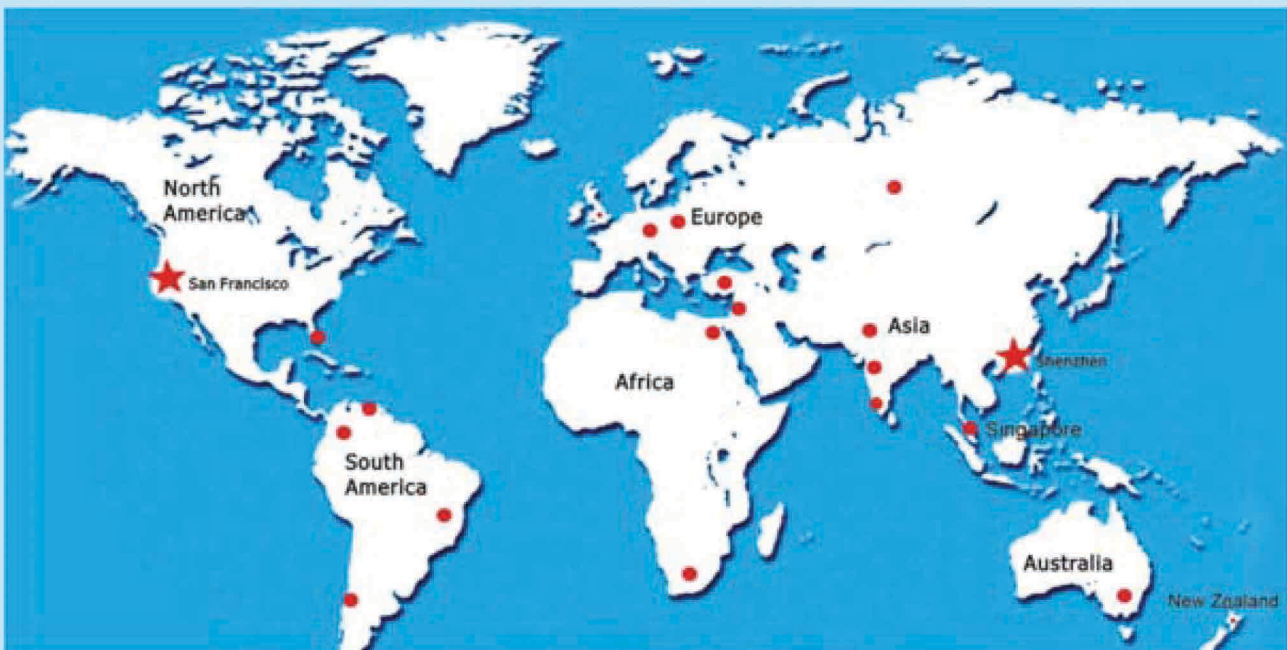 North
America
San Francisco
Europe
Asia
Shenzhen
Africa
Singapore
South
America
Australia
New Zealand